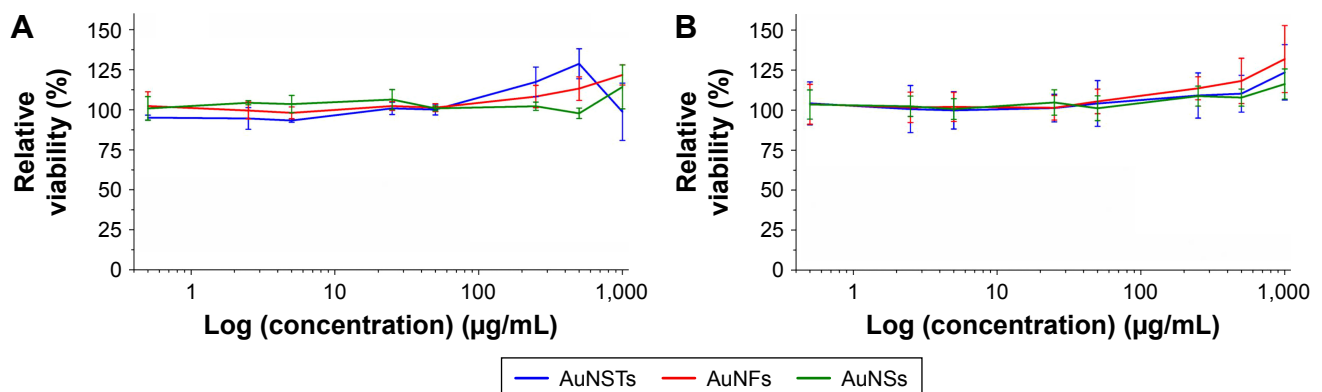 A
Relative
viability (%)
150
125
100
75
50
25
0
1
10
100
1,000
Log (concentration) (µg/mL)
B
Relative
viability (%)
150
125
100
75
50
25
0
1
10
100
1,000
Log (concentration) (µg/mL)
AuNSTs AuNFs AuNSs